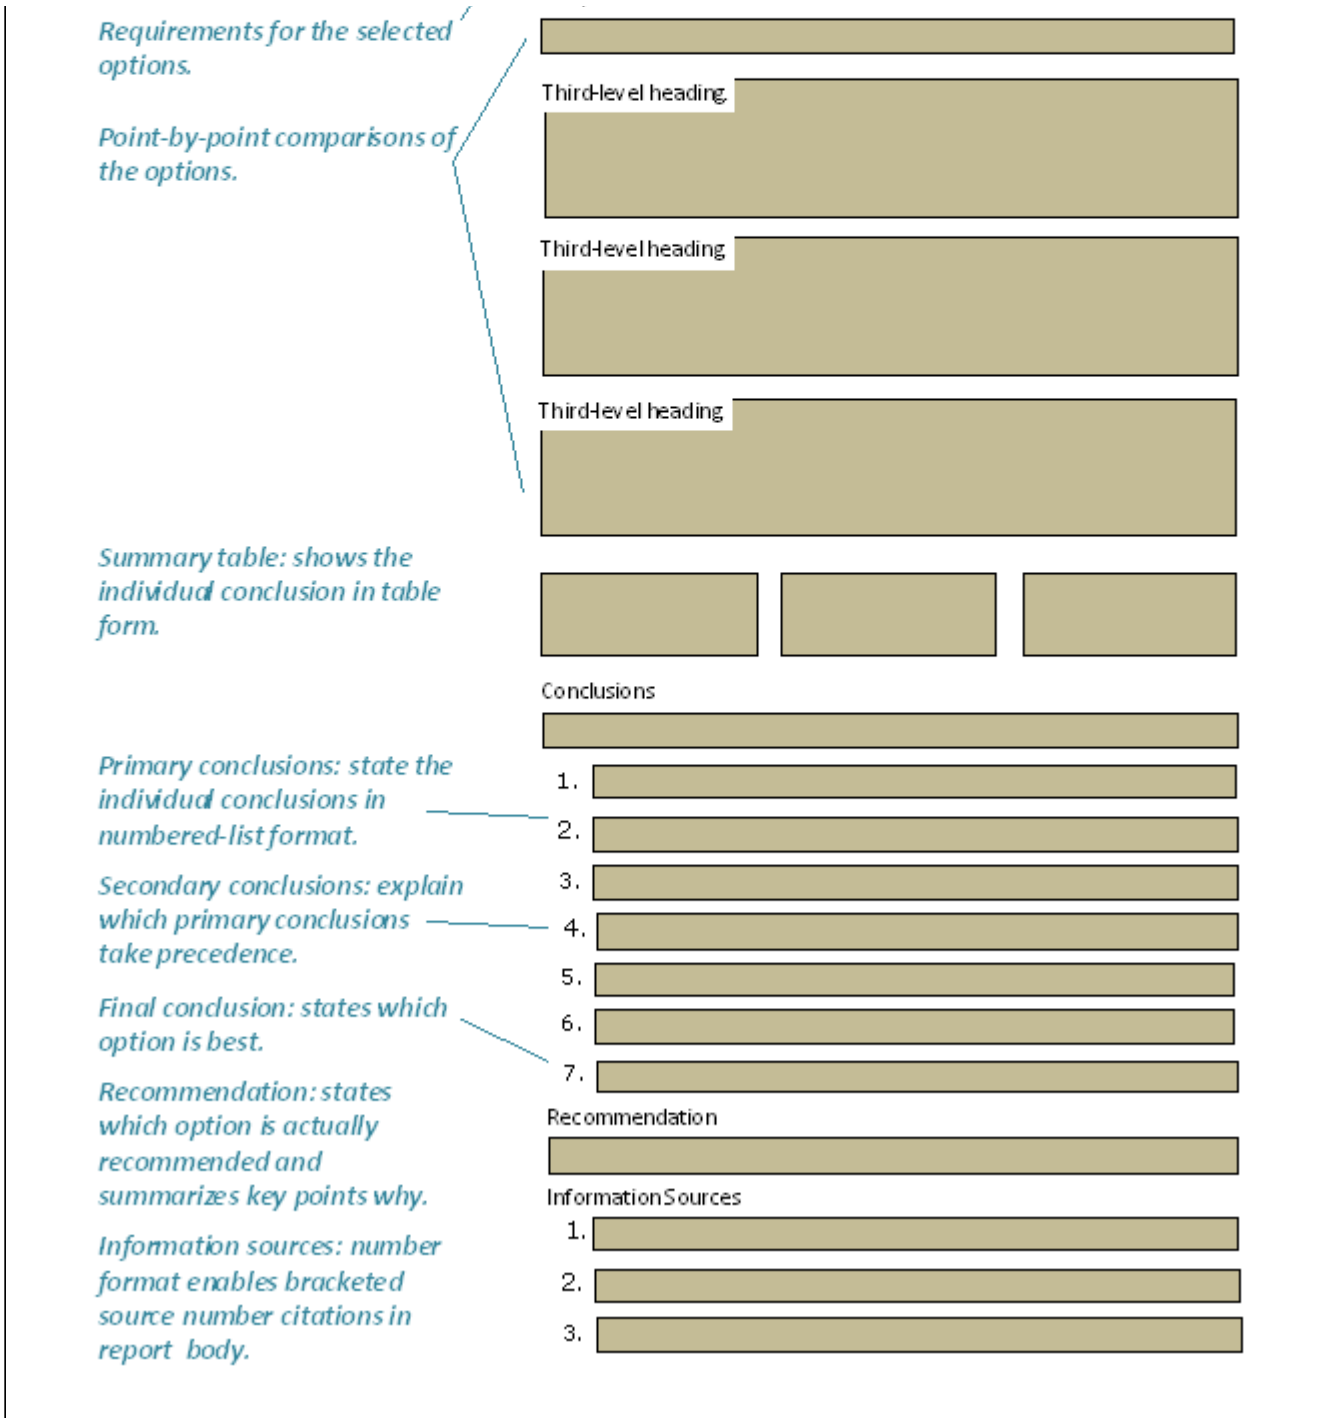 Requirements for the selected
options.
Third-level heading.
Point-by-point comparisons of
the options.
Third-level heading
Third-level heading
Summary table: shows the
individual conclusion in table
form.
Conclusions
Primary conclusions: state the
individual conclusions in
numbered-list format.
1.
2.
3.
Secondary conclusions: explain
which primary conclusions
take precedence.
4.
5.
6.
Final conclusion: states which
option is best.
7.
Recommendation: states
which option is actually
recommended and
summarizes key points why.
Recommendation
Information Sources
Information sources: number
format enables bracketed
source number citations in
report body.
1.
2.
3.